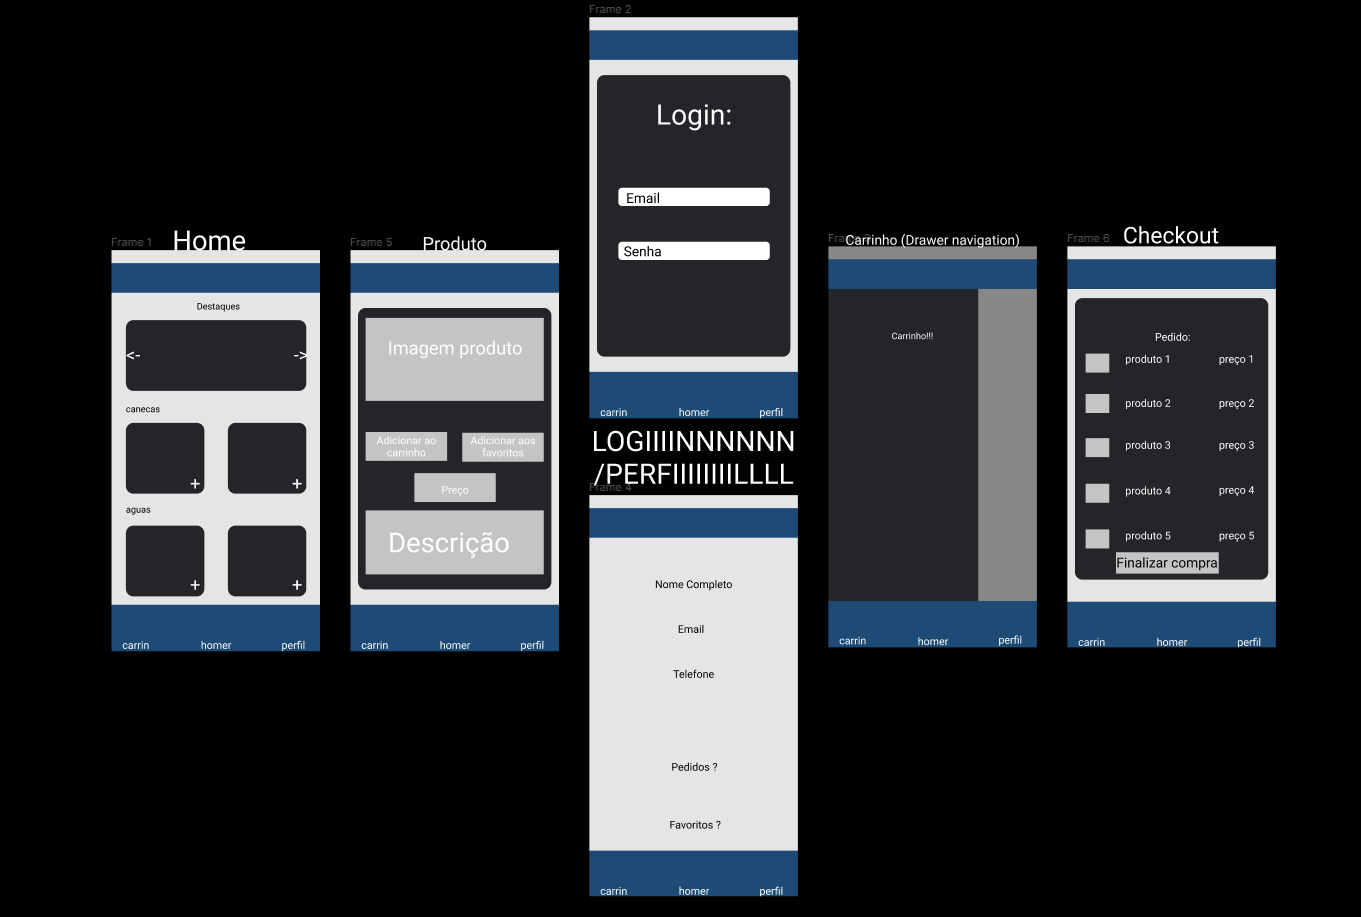 Frame 1
Home
Destaques
<-
->
canecas
+
+
aguas
+
+
carrin
homer
perfil
Frame 5
Produto
Imagem produto
Adicionar ao
carrinho
Adicionar aos
favoritos
Preço
Descrição
carrin
homer
perfil
Frame 2
Login:
Email
Senha
carrin
homer
perfil
LOGIIIINNNNNN
/PERFIIIIIIIIILLLL
Frame 4
Nome Completo
Email
Telefone
Pedidos ?
Favoritos ?
carrin
homer
perfil
Carrinho (Drawer navigation)
Carrinho!!!
carrin
homer
perfil
Frame 6
Checkout
Pedido:
produto 1
preço 1
produto 2
preço 2
produto 3
preço 3
produto 4
preço 4
produto 5
preço 5
Finalizar compra
carrin
homer
perfil